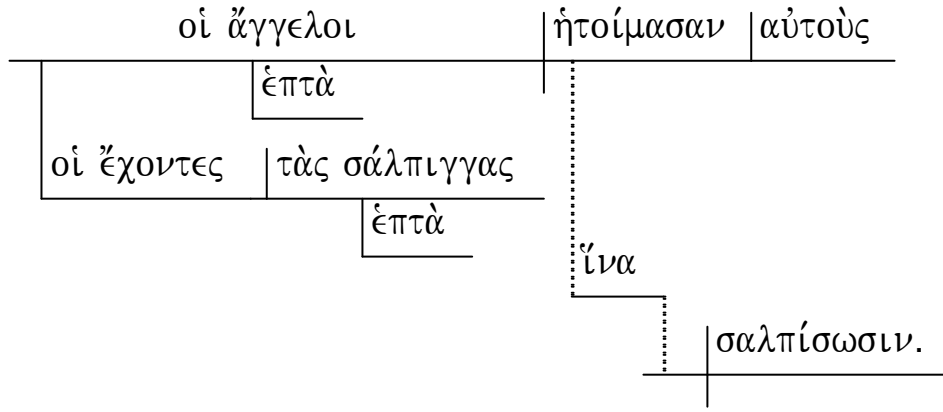 οἱ ἄγγελοι ἡτοίμασαν αὐτοὺς
ἑπτὰ
οἱ ἔχοντες τὰς σάλπιγγας
ἑπτὰ
ἵνα
σαλπίσωσιν.